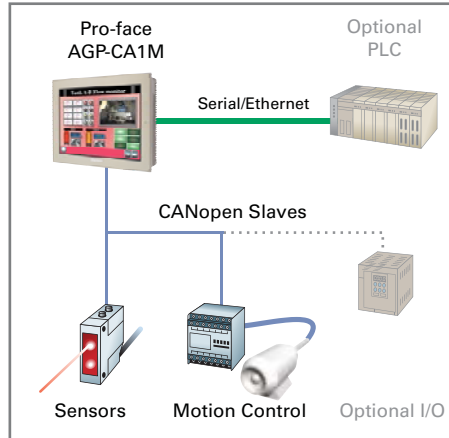 Pro-face
AGP-CA1M
Optional
PLC
Serial/Ethernet
CANopen Slaves
Sensors
Motion Control
Optional I/O